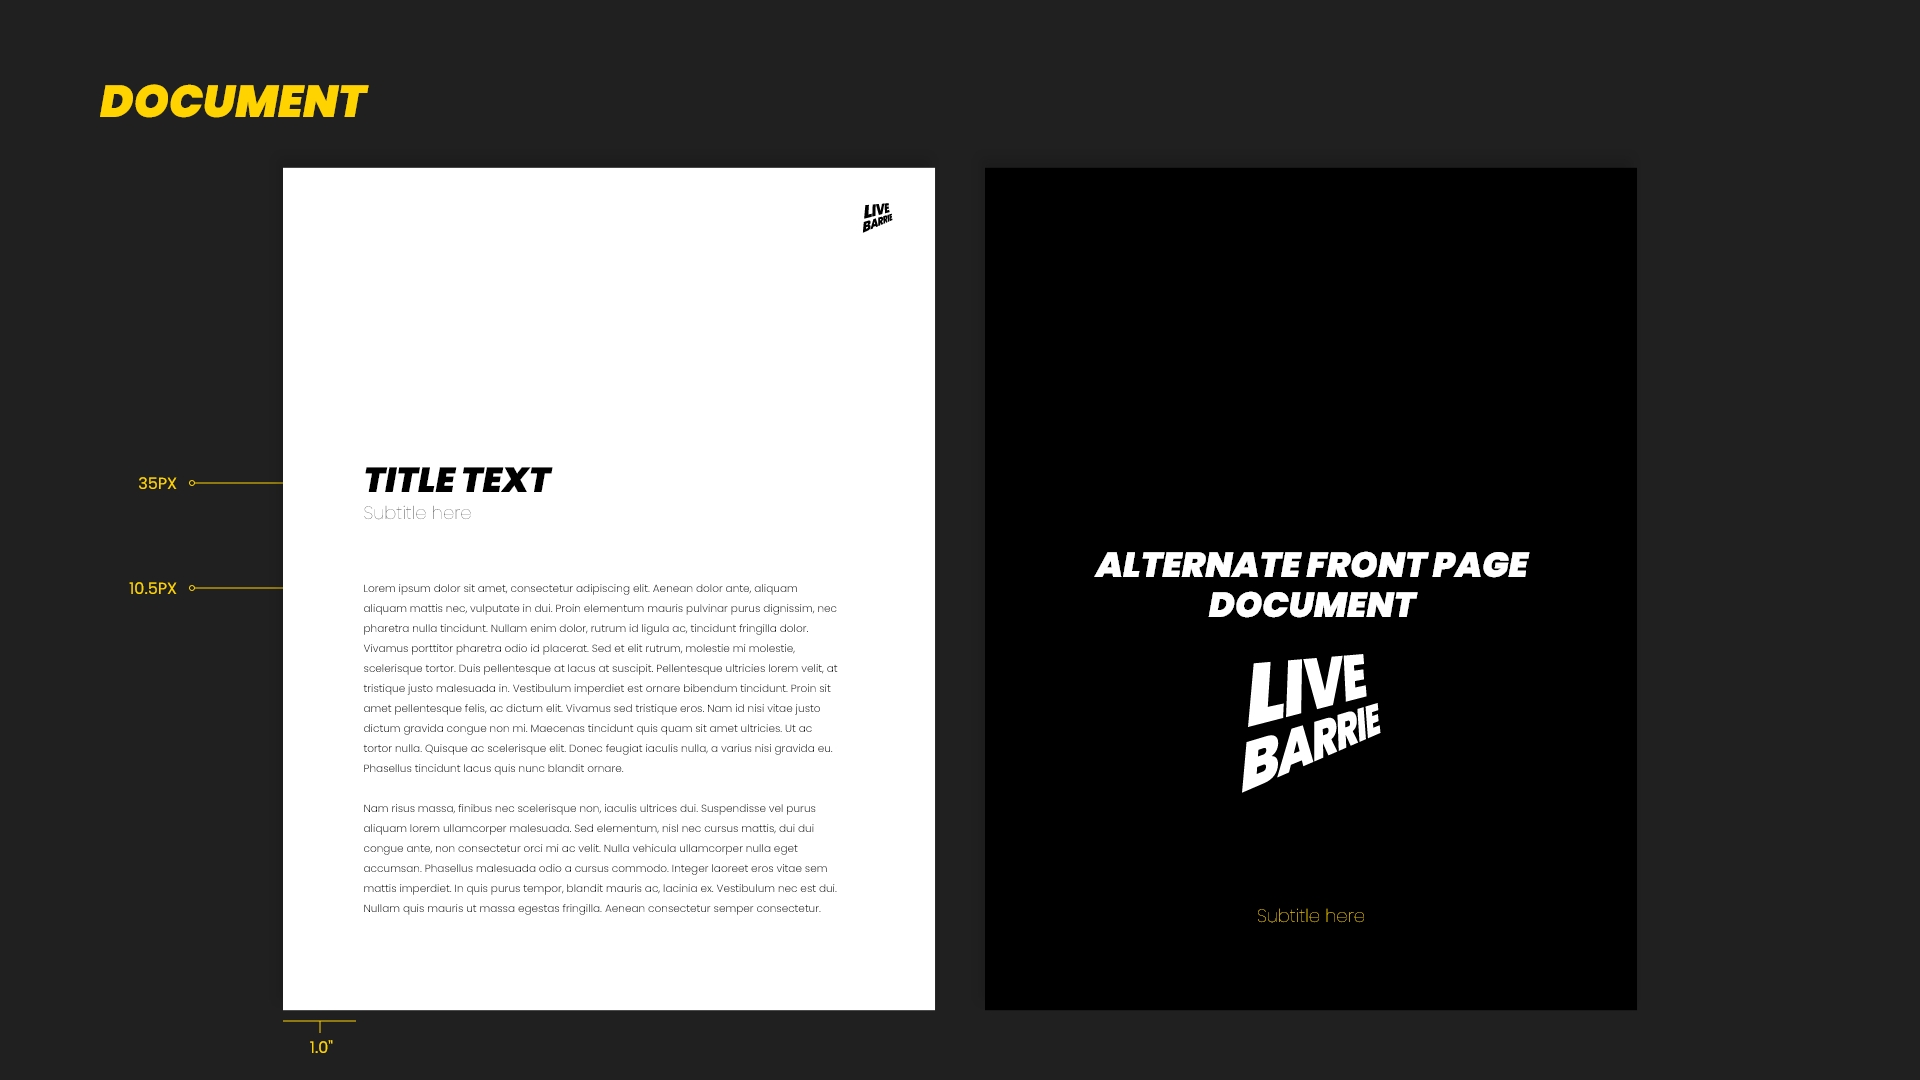 DOCUMENT
LIVE
BARRIE
35PX
TITLE TEXT
Subtitle here
10.5PX
Lorem ipsum dolor sit amet, consectetur adipiscing elit. Aenean dolor ante, aliquam
aliquam mattis nec, vulputate in dui. Proin elementum mauris pulvinar purus dignissim, nec
pharetra nulla tincidunt. Nullam enim dolor, rutrum id ligula ac, tincidunt fringilla dolor.
Vivamus porttitor pharetra odio id placerat. Sed et elit rutrum, molestie mi molestie,
scelerisque tortor. Duis pellentesque at lacus at suscipit. Pellentesque ultricies lorem velit, at
tristique justo malesuada in. Vestibulum imperdiet est ornare bibendum tincidunt. Proin sit
amet pellentesque felis, ac dictum elit. Vivamus sed tristique eros. Nam id nisi vitae justo
dictum gravida congue non mi. Maecenas tincidunt quis quam sit amet ultricies. Ut ac
tortor nulla. Quisque ac scelerisque elit. Donec feugiat iaculis nulla, a varius nisi gravida eu.
Phasellus tincidunt lacus quis nunc blandit ornare.
Nam risus massa, finibus nec scelerisque non, iaculis ultrices dui. Suspendisse vel purus
aliquam lorem ullamcorper malesuada. Sed elementum, nisl nec cursus mattis, dui dui
congue ante, non consectetur orci mi ac velit. Nulla vehicula ullamcorper nulla eget
accumsan. Phasellus malesuada odio a cursus commodo. Integer laoreet eros vitae sem
mattis imperdiet. In quis purus tempor, blandit mauris ac, lacinia ex. Vestibulum nec est dui.
Nullam quis mauris ut massa egestas fringilla. Aenean consectetur semper consectetur.
1.0"
ALTERNATE FRONT PAGE
DOCUMENT
LIVE
BARRIE
Subtitle here